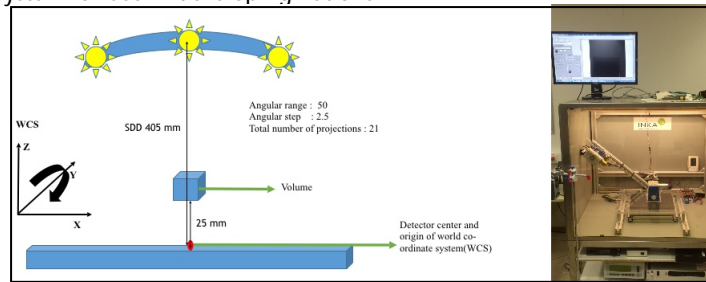 Angular range : 50
Angular step : 2.5
Total number of projections : 21
WCS
SDD 405 mm
Z
Y
X
Volume
25 mm
Detector center and
origin of world co-
ordinate system(WCS)
INKA